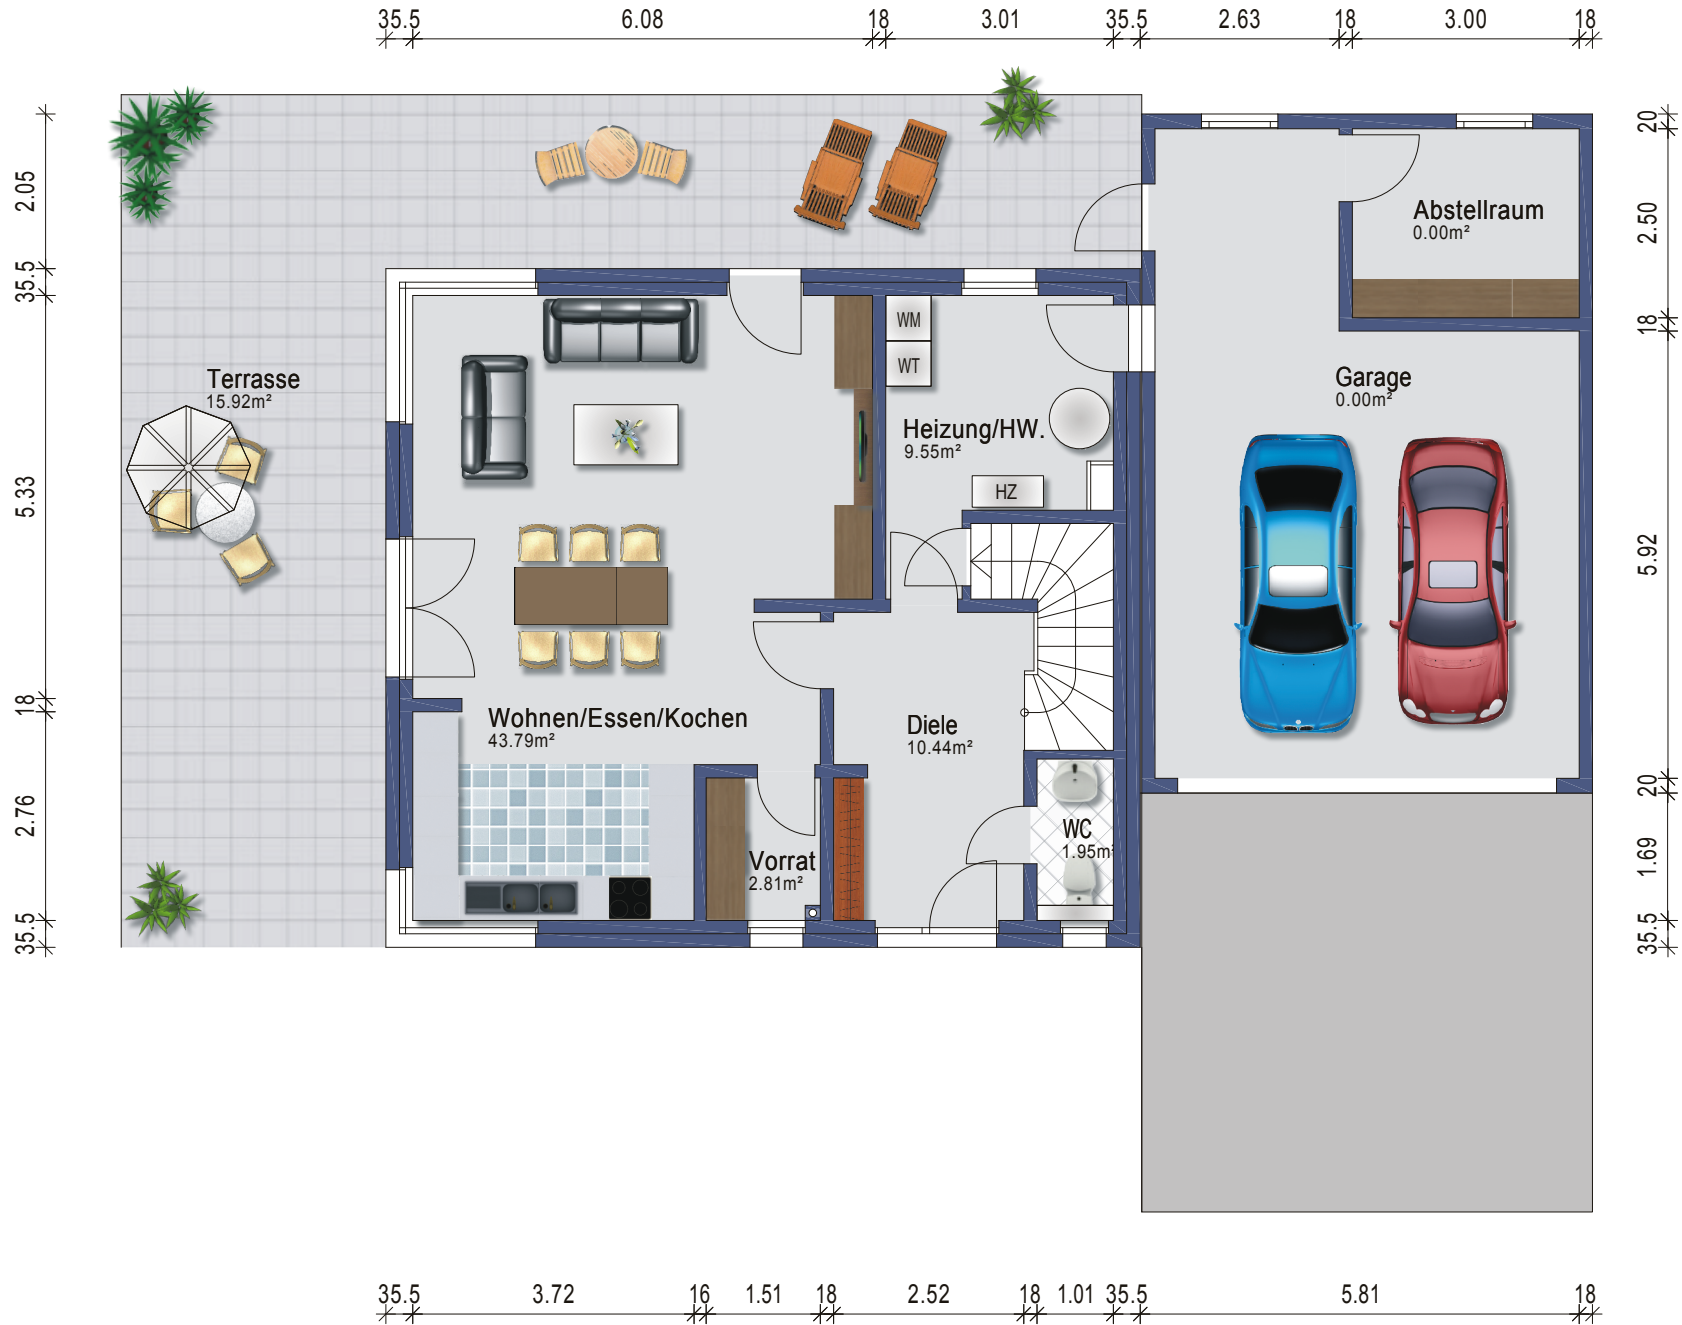 35.5 6.08 18 3.01 35.5 2.63 18 3.00 18
2.05
35.5
5.33
18
2.76
35.5
20
2.50
18
5.92
20
1.69
35.5
Terrasse
15.92m²
WM
WT
Heizung/HW.
9.55m²
HZ
Abstellraum
0.00m²
Garage
0.00m²
Wohnen/Essen/Kochen
43.79m²
Diele
10.44m²
Vorrat
2.81m²
WC
1.95m²
35.5 3.72 16 1.51 18 2.52 18 1.01 35.5 5.81 18